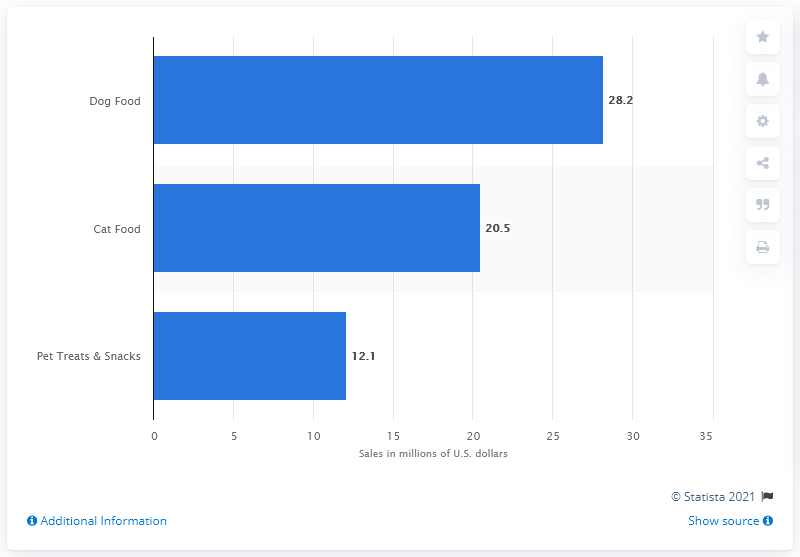 Dog Food
28.2
Cat Food
20.5
Pet Treats & Snacks
12.1
0 5 10 15 20 25 30 35
Sales in millions of U.S. dollars
© Statista 2021
Additional Information
Show source